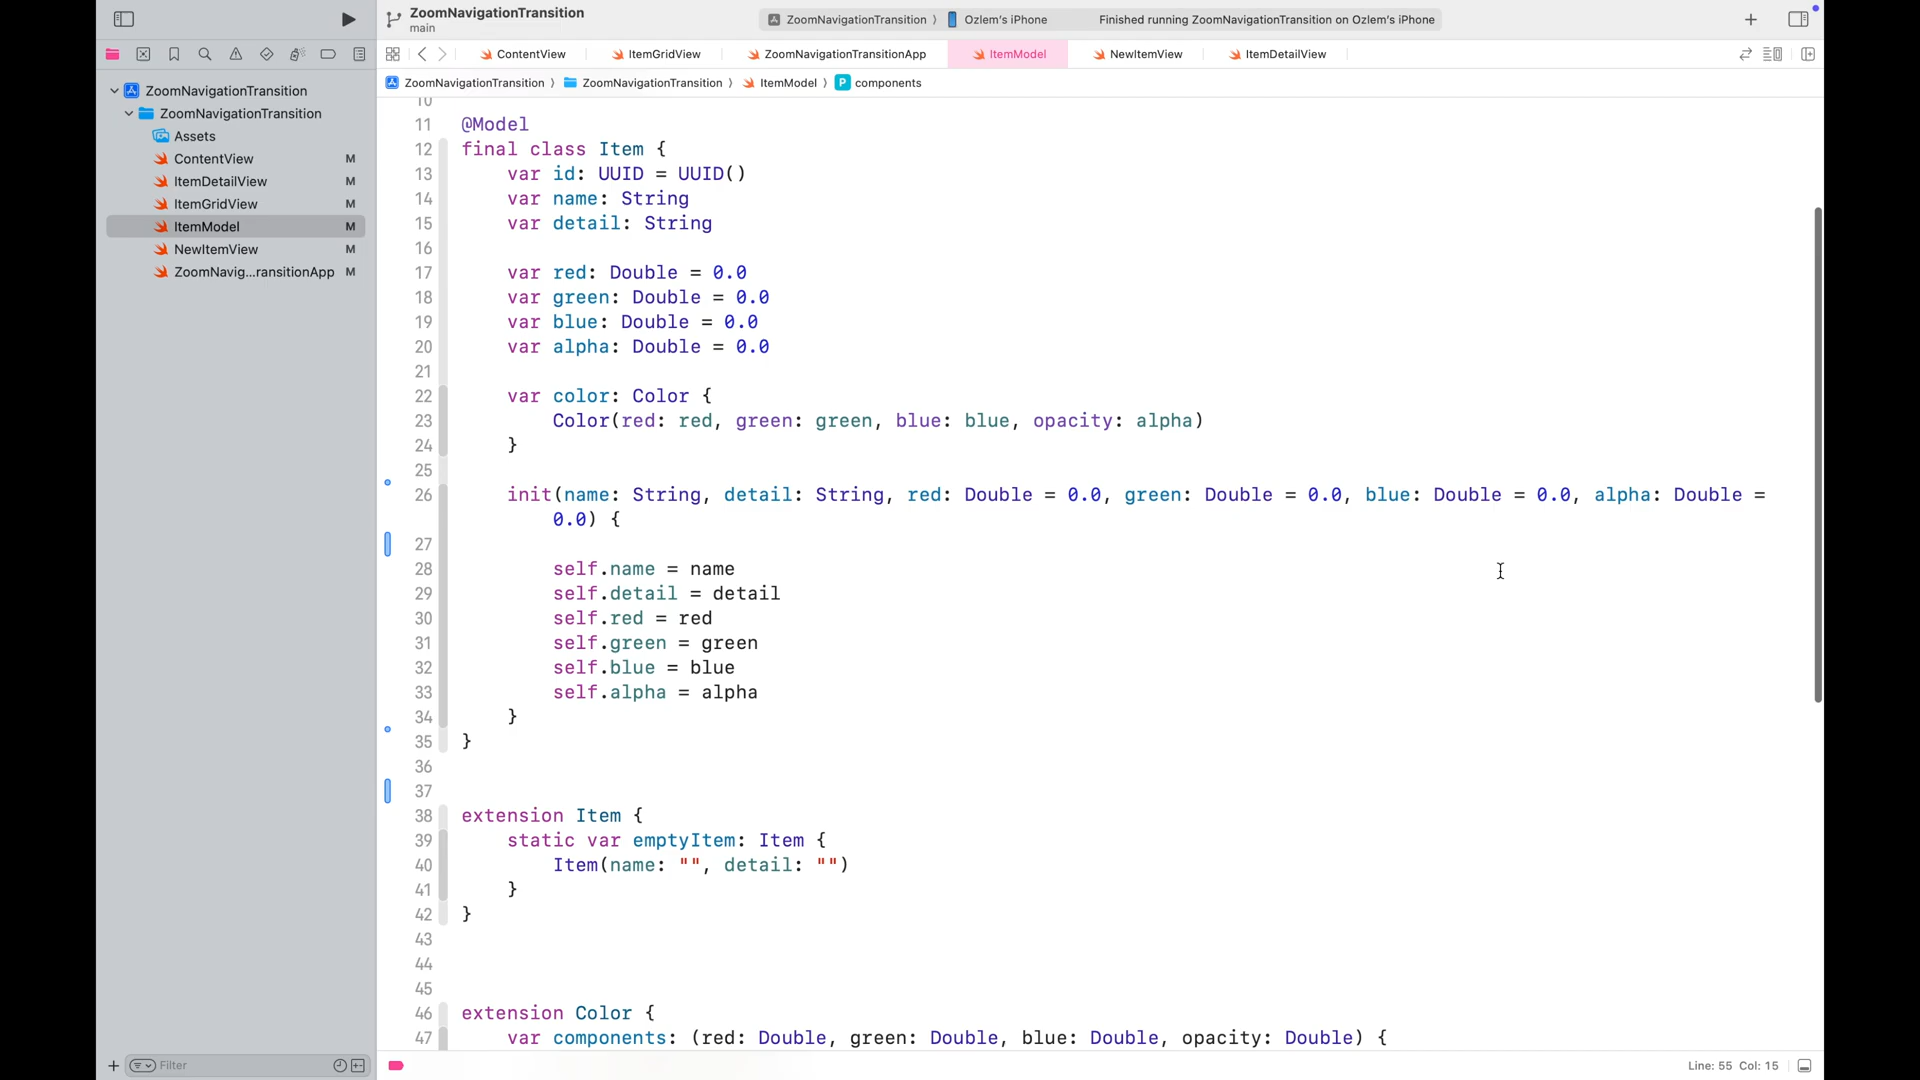 ZoomNavigationTransition
main
ZoomNavigationTransition
Ozlem's iPhone
Finished running ZoomNavigationTransition on Ozlem's iPhone
ContentView
ItemGridView
ZoomNavigationTransitionApp
ItemModel
NewItemView
ItemDetailView
ZoomNavigationTransition
ZoomNavigationTransition
ItemModel
P components
ZoomNavigationTransition
ZoomNavigationTransition
Assets
ContentView M
ItemDetailView M
ItemGridView M
ItemModel M
NewItemView M
ZoomNavig...ransitionApp M
Filter
10
11 @Model
12 final class Item {
13 var id: UUID = UUID()
14 var name: String
15 var detail: String
16
17 var red: Double = 0.0
18 var green: Double = 0.0
19 var blue: Double = 0.0
20 var alpha: Double = 0.0
21
22 var color: Color {
23 Color(red: red, green: green, blue: blue, opacity: alpha)
24 }
25
26 init(name: String, detail: String, red: Double = 0.0, green: Double = 0.0, blue: Double = 0.0, alpha: Double =
0.0) {
27
28 self.name = name
29 self.detail = detail
30 self.red = red
31 self.green = green
32 self.blue = blue
33 self.alpha = alpha
34 }
35 }
36
37
38 extension Item {
39 static var emptyItem: Item {
40 Item(name: "", detail: "")
41 }
42 }
43
44
45
46 extension Color {
47 var components: (red: Double, green: Double, blue: Double, opacity: Double) {
Line: 55 Col: 15